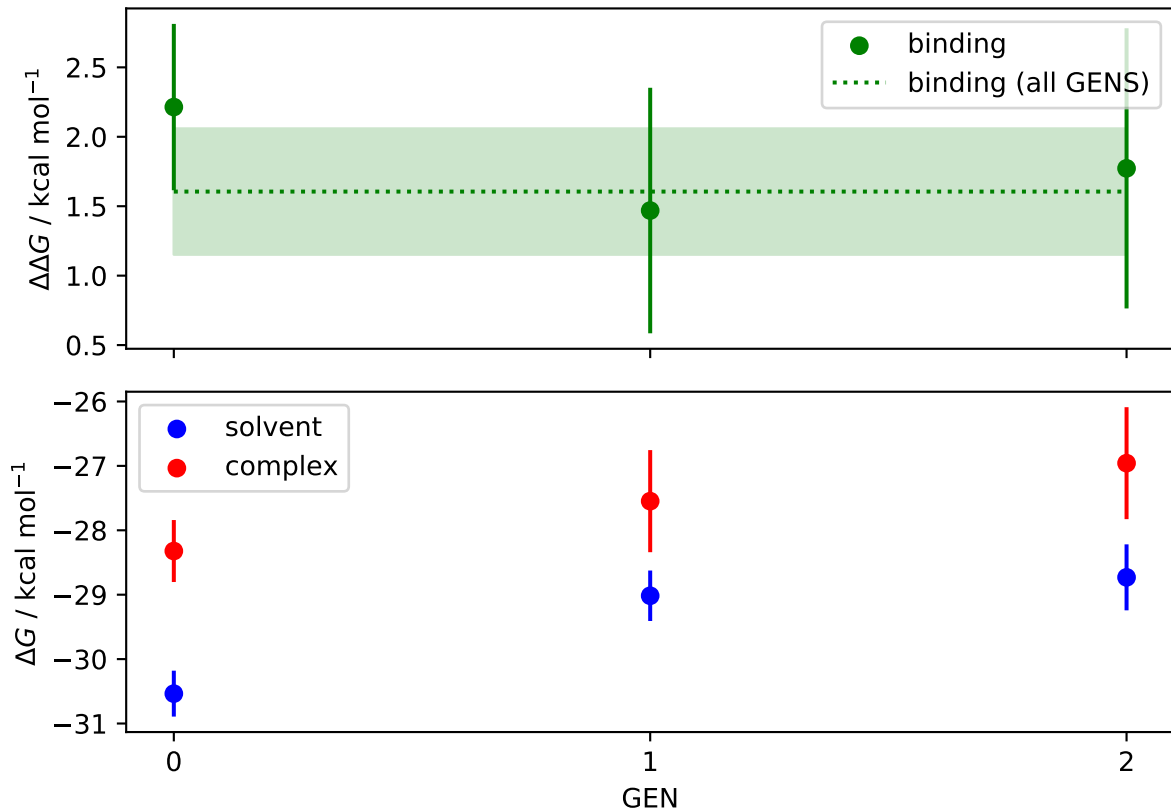 2.5
2.0
1.5
1.0
0.5
ΔΔG / kcal mol⁻¹
binding
binding (all GENS)
−26
−27
−28
−29
−30
−31
ΔG / kcal mol⁻¹
solvent
complex
0 1 2
GEN